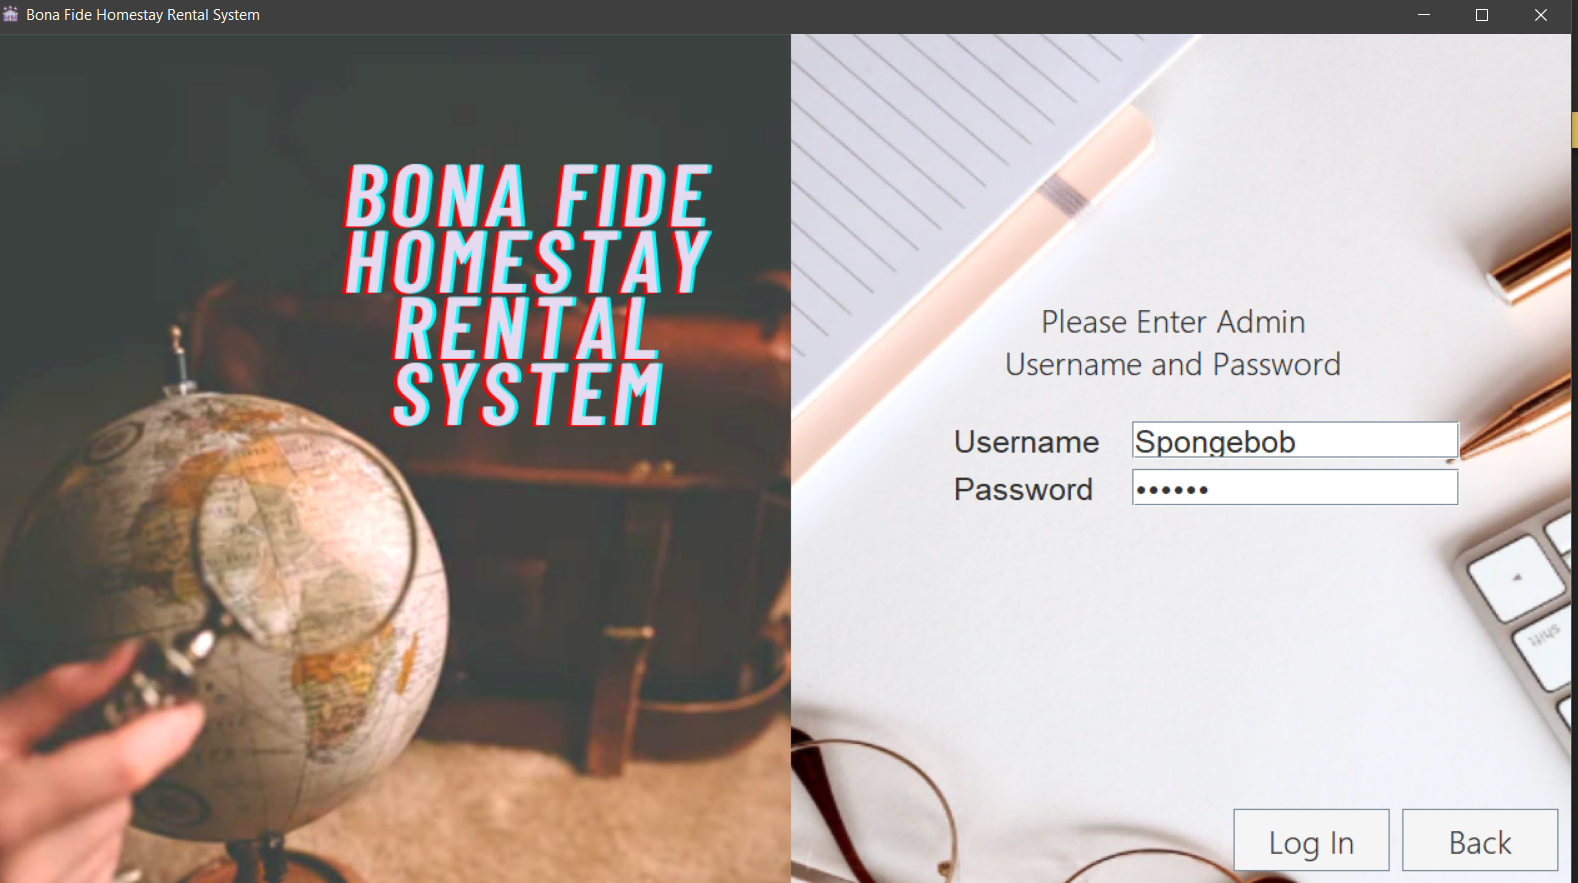 Bona Fide Homestay Rental System
BONA FIDE
HOMESTAY
RENTAL
SYSTEM
Please Enter Admin
Username and Password
Username
Spongebob
Password
••••••
shift
Log In
Back